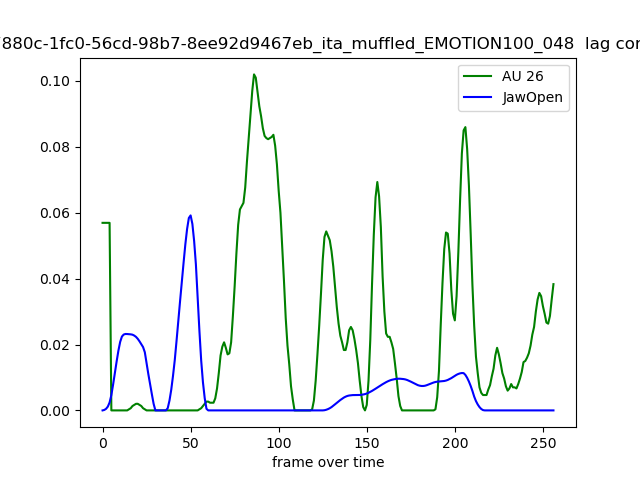 7880c-1fc0-56cd-98b7-8ee92d9467eb_ita_muffled_EMOTION100_048 lag cor
AU 26
JawOpen
0.10
0.08
0.06
0.04
0.02
0.00
0 50 100 150 200 250
frame over time